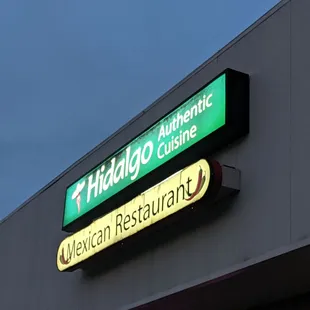 Hidalgo
Authentic
Cuisine
Mexican Restaurant